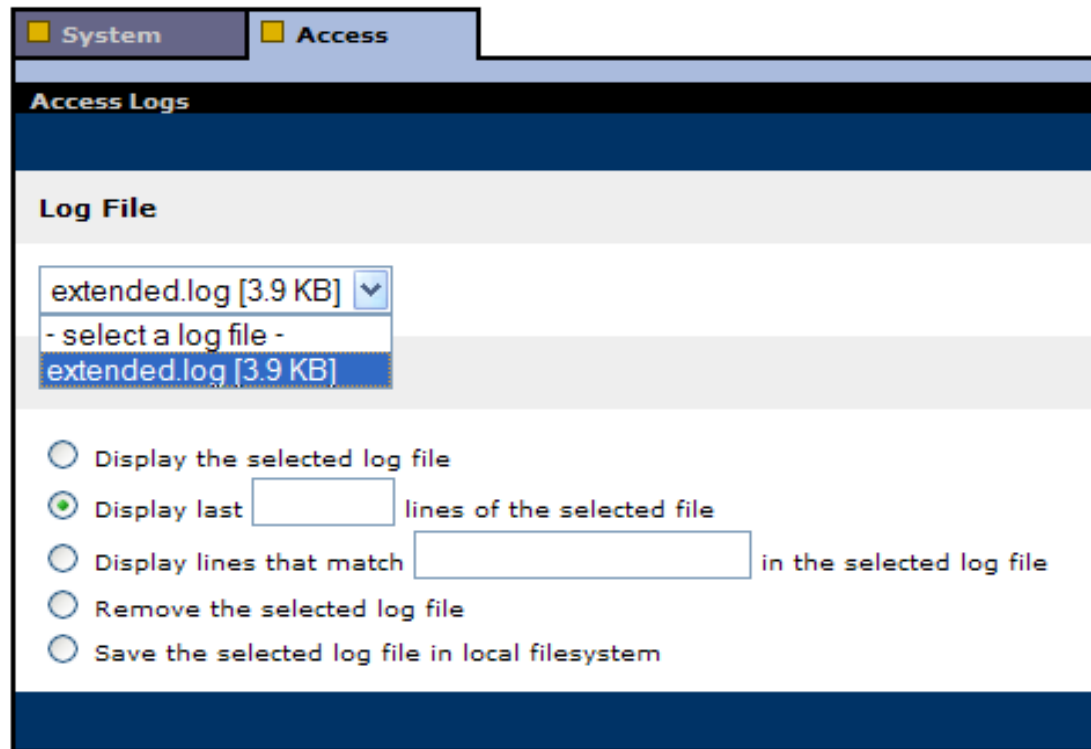 System Access
Access Logs
Log File
extended.log [3.9 KB]
- select a log file -
extended.log [3.9 KB]
Display the selected log file
Display last lines of the selected file
Display lines that match in the selected log file
Remove the selected log file
Save the selected log file in local filesystem